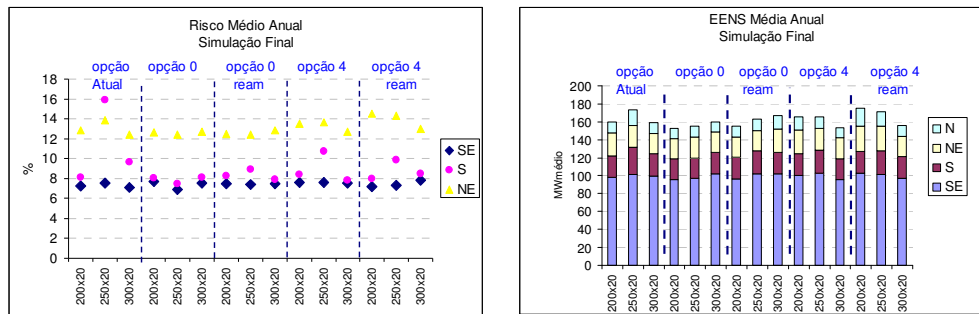 Risco Médio Anual
Simulação Final
opção Atual
opção 0
opção 0 ream
opção 4
opção 4 ream
18
16
14
12
10
8
6
4
2
0
%
200x20
250x20
300x20
200x20
250x20
300x20
200x20
250x20
300x20
200x20
250x20
300x20
200x20
250x20
300x20
SE
S
NE
EENS Média Anual
Simulação Final
opção Atual
opção 0
opção 0 ream
opção 4
opção 4 ream
200
180
160
140
120
100
80
60
40
20
0
MWmédio
200x20
250x20
300x20
200x20
250x20
300x20
200x20
250x20
300x20
200x20
250x20
300x20
200x20
250x20
300x20
N
NE
S
SE